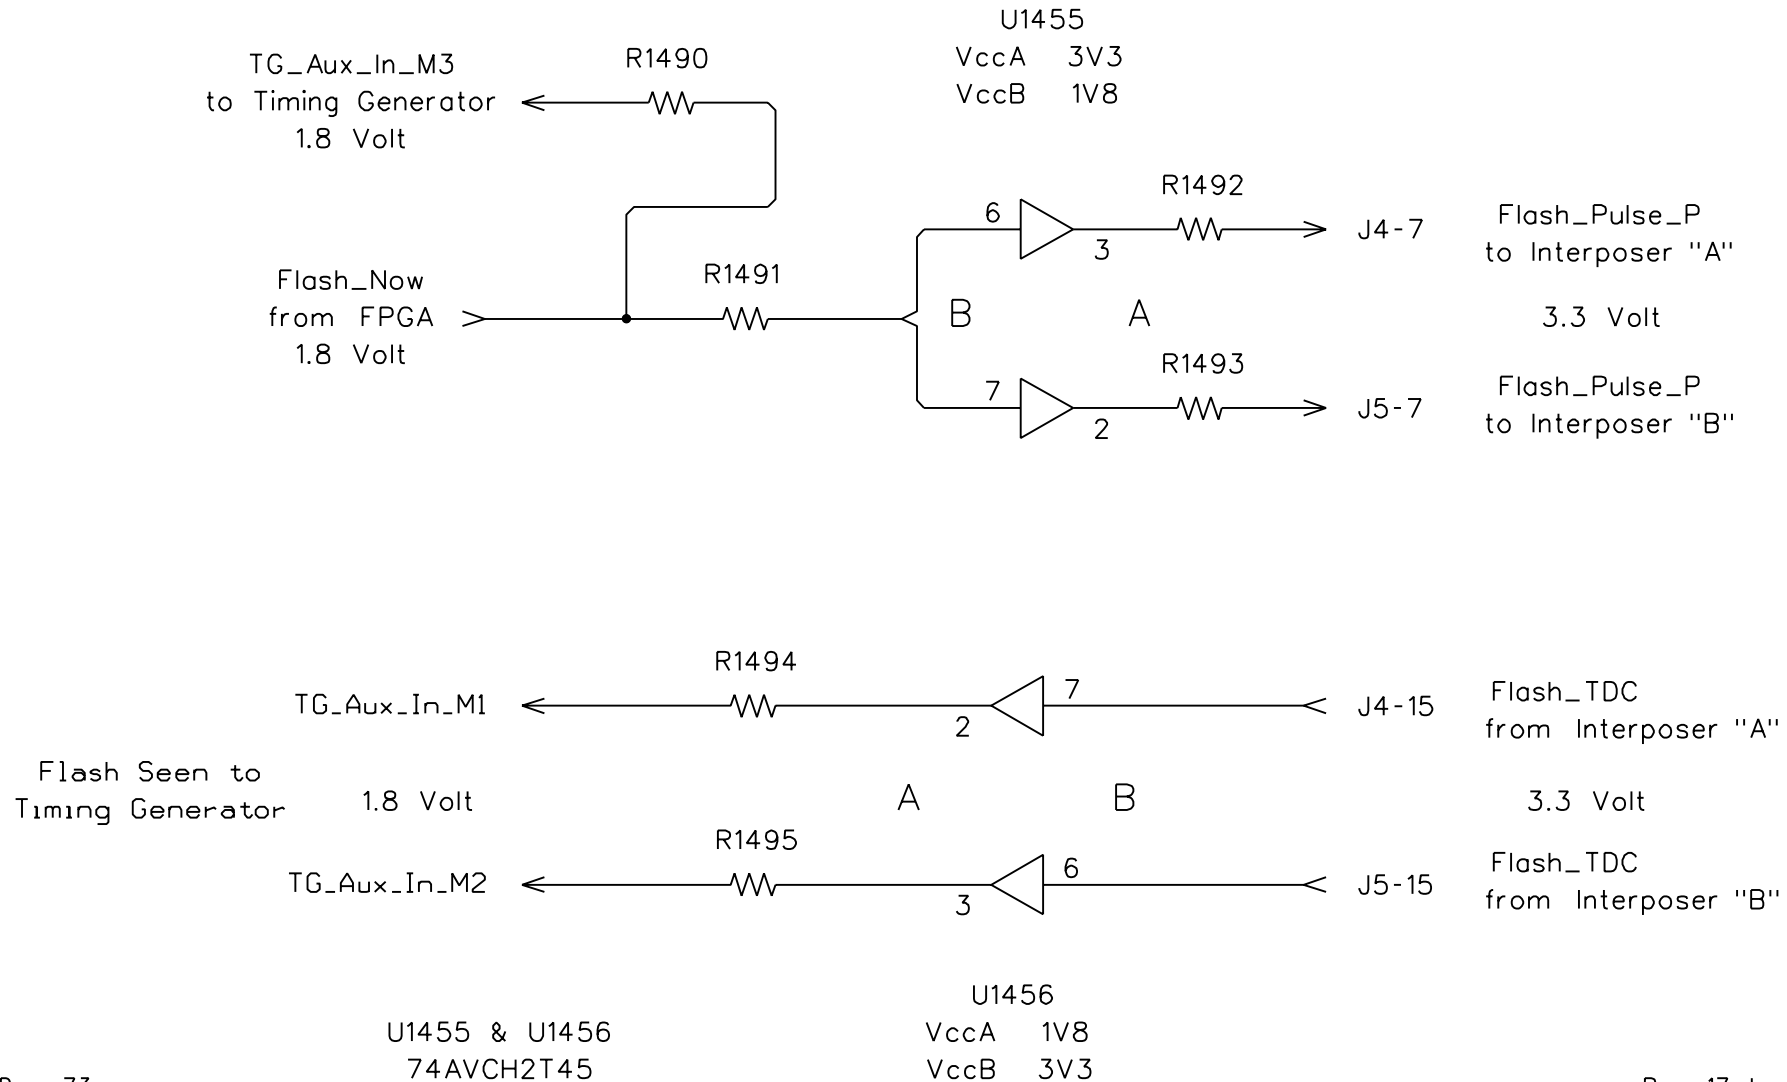 U1455
VccA 3V3
VccB 1V8
TG_Aux_In_M3
to Timing Generator
1.8 Volt
R1490
R1492
6
3
J4-7
Flash_Pulse_P
to Interposer "A"
Flash_Now
from FPGA
1.8 Volt
R1491
B
A
3.3 Volt
R1493
7
2
J5-7
Flash_Pulse_P
to Interposer "B"
R1494
TG_Aux_In_M1
2
7
J4-15
Flash_TDC
from Interposer "A"
Flash Seen to
Timing Generator
1.8 Volt
A
B
3.3 Volt
R1495
TG_Aux_In_M2
3
6
J5-15
Flash_TDC
from Interposer "B"
U1456
VccA 1V8
VccB 3V3
U1455 & U1456
74AVCH2T45